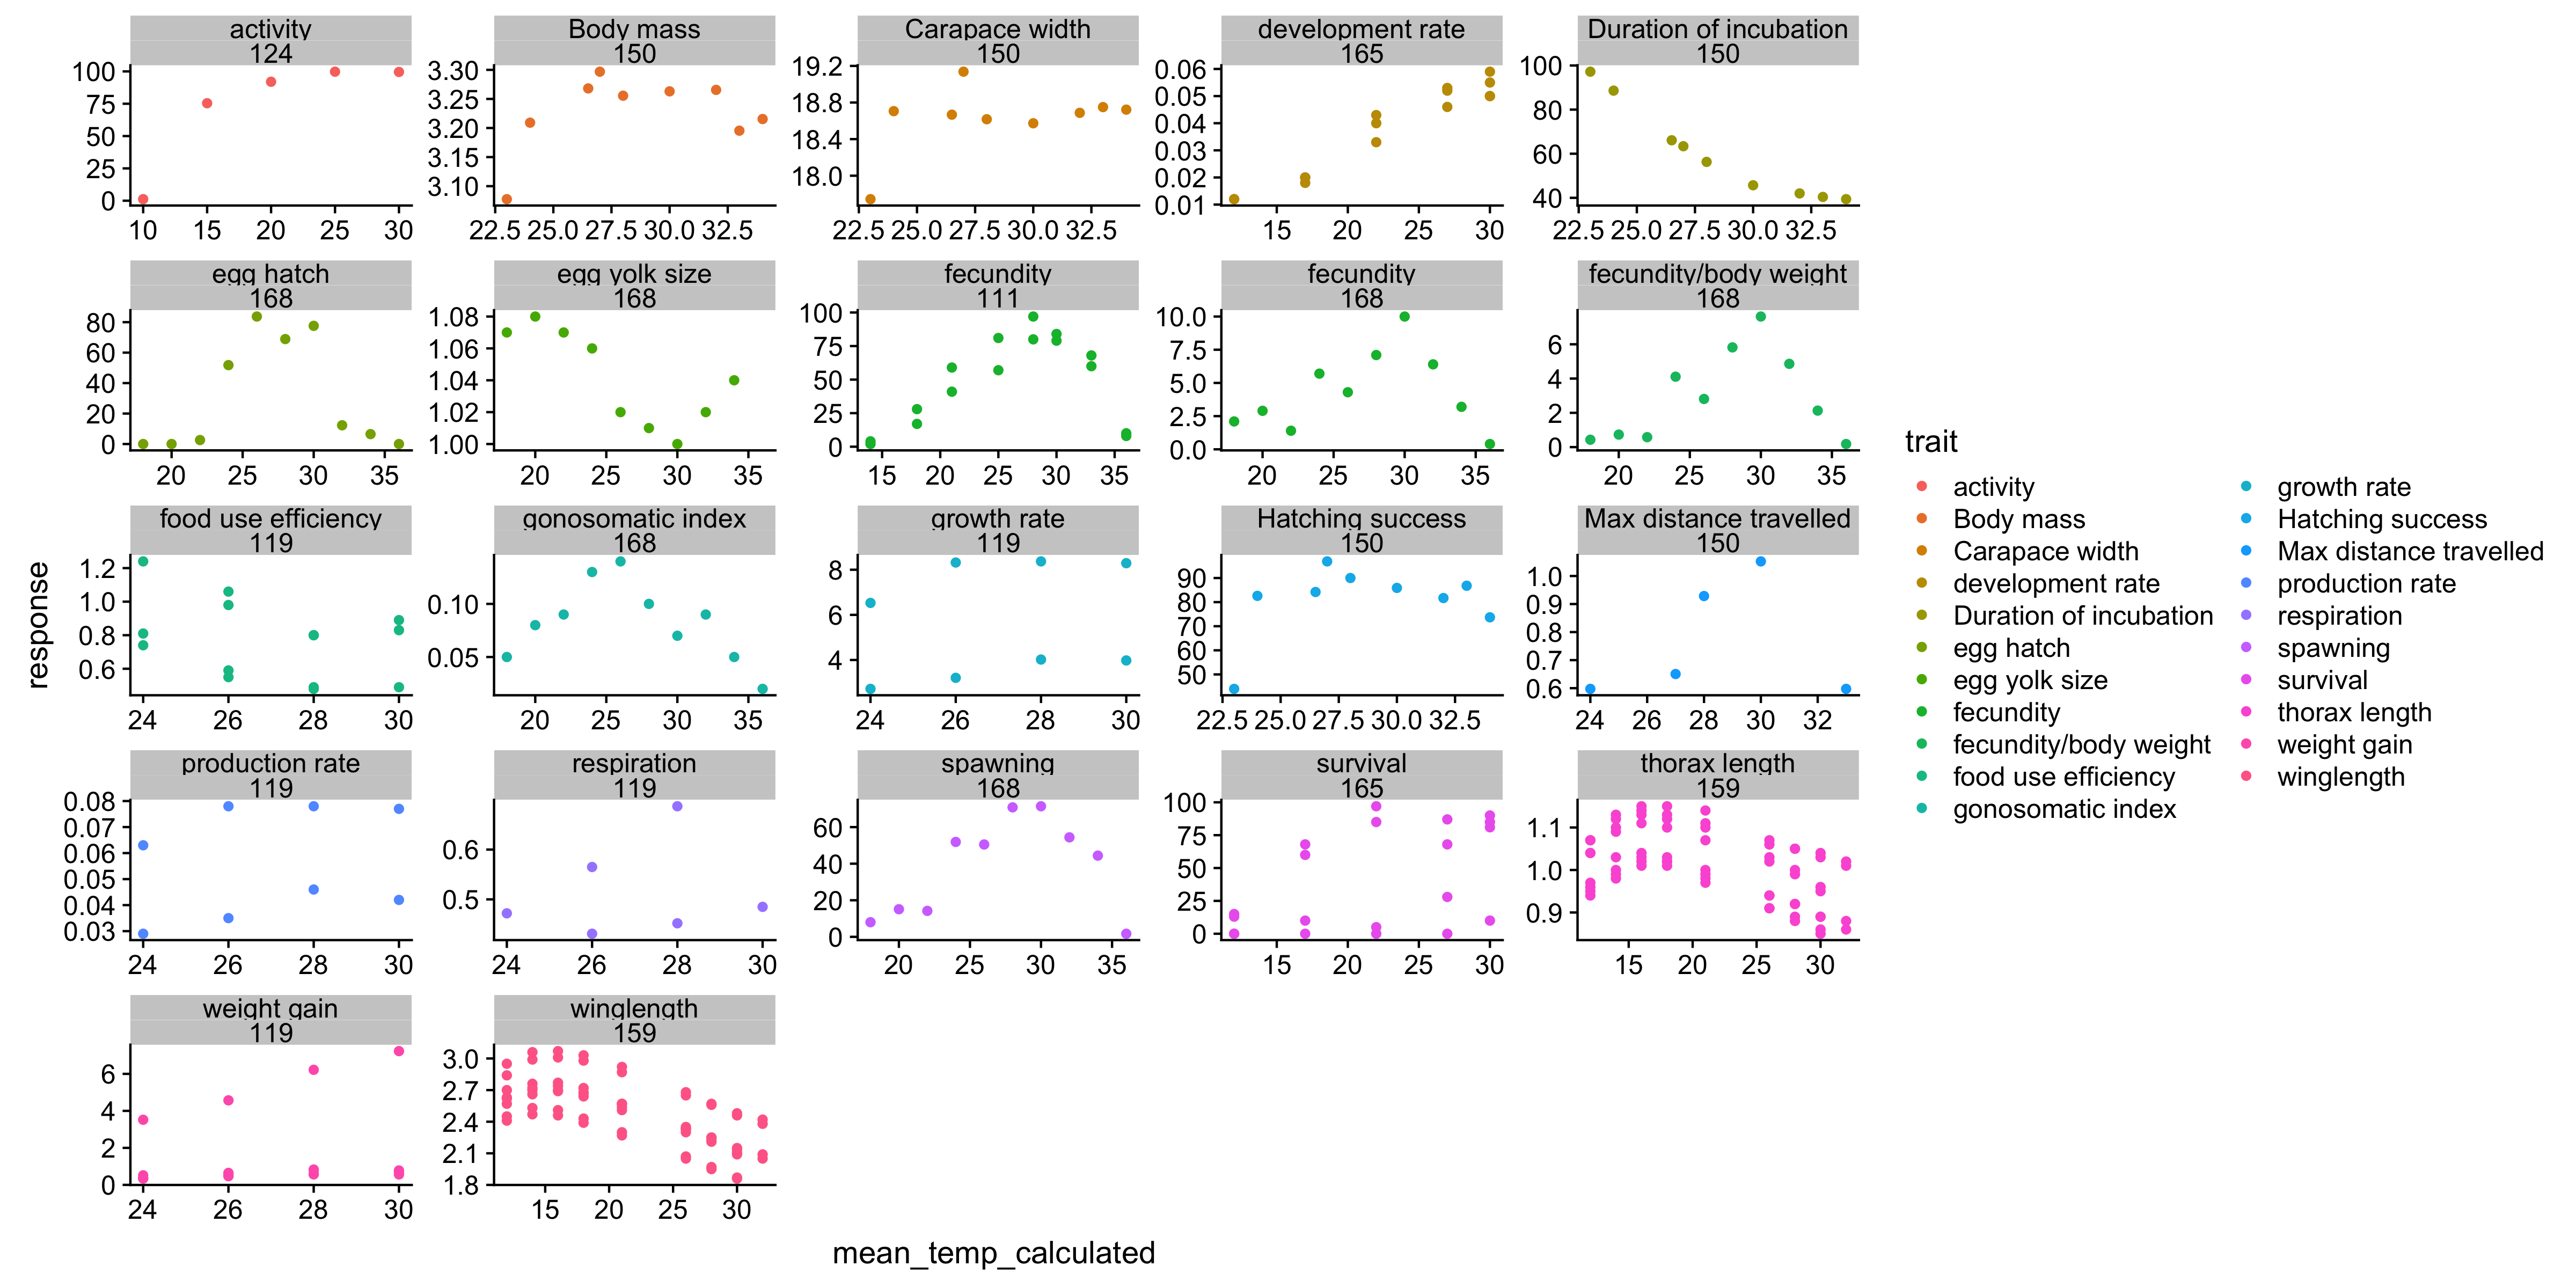 activity Body mass Carapace width development rate Duration of incubation
124 150 150 165 150
100 3.30 19.2 0.06 100
75 3.25 18.8 0.05 80
50 3.20 18.4 0.04 60
25 3.15 18.0 0.03 40
0 3.10 0.02
0.01
10 15 20 25 30 22.5 25.0 27.5 30.0 32.5 22.5 25.0 27.5 30.0 32.5 15 20 25 30 22.5 25.0 27.5 30.0 32.5
egg hatch egg yolk size fecundity fecundity fecundity/body weight
168 168 111 168 168
80 1.08 100 10.0 6
60 1.06 75 7.5 4
40 1.04 50 5.0 2
20 1.02 25 2.5 0
0 1.00 0 0.0
20 25 30 35 20 25 30 35 15 20 25 30 35 20 25 30 35 20 25 30 35
food use efficiency gonosomatic index growth rate Hatching success Max distance travelled
119 168 119 150 150
1.2 0.10 8 90 1.0
1.0 0.05 6 80 0.9
0.8 4 70 0.8
0.6 60 0.7
50 0.6
24 26 28 30 20 25 30 35 24 26 28 30 22.5 25.0 27.5 30.0 32.5 24 26 28 30 32
production rate respiration spawning survival thorax length
119 119 168 165 159
0.08 0.6 60 100 1.1
0.07 0.5 40 75 1.0
0.06 20 50 0.9
0.05 0 25
0.04 0
0.03
24 26 28 30 24 26 28 30 20 25 30 35 15 20 25 30 15 20 25 30
weight gain winglength
119 159
6 3.0
4 2.7
2 2.4
0 2.1
1.8
24 26 28 30 15 20 25 30
response
mean_temp_calculated
trait
activity
Body mass
Carapace width
development rate
Duration of incubation
egg hatch
egg yolk size
fecundity
fecundity/body weight
food use efficiency
gonosomatic index
growth rate
Hatching success
Max distance travelled
production rate
respiration
spawning
survival
thorax length
weight gain
winglength